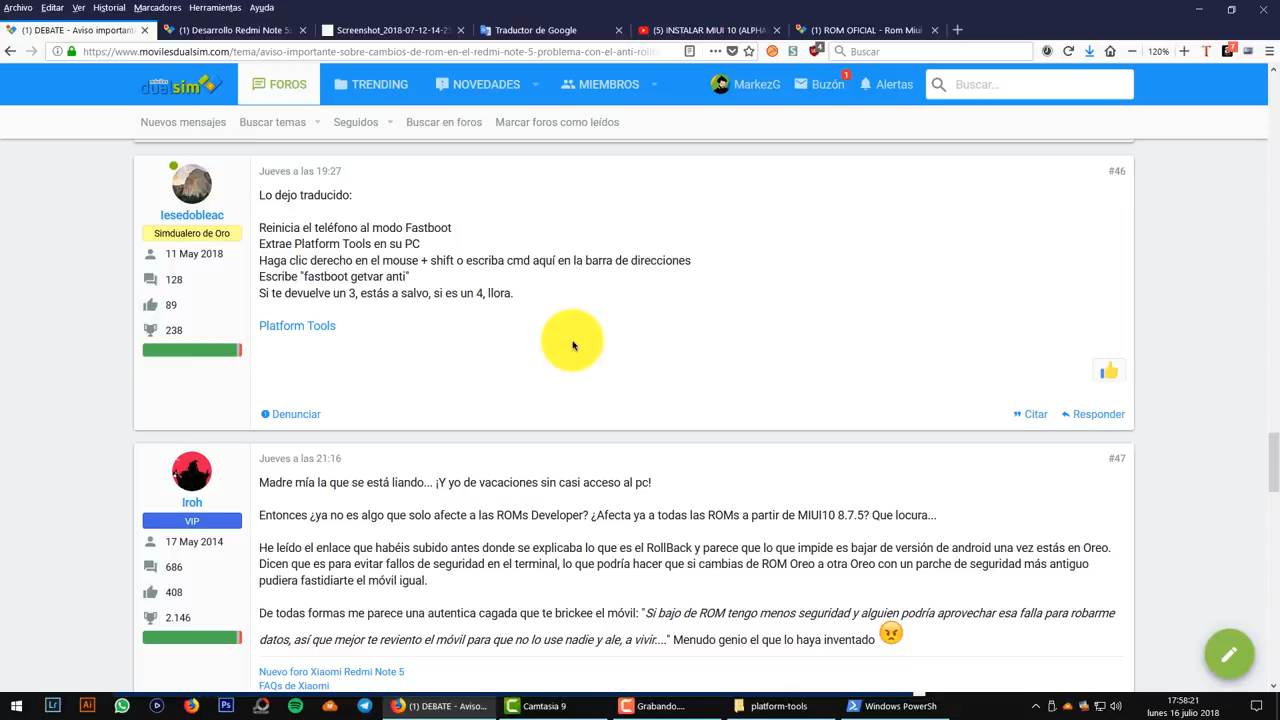 Archivo Editar Ver Historial Marcadores Herramientas Ayuda
(1) DEBATE - Aviso important
(1) Desarrollo Redmi Note 5:
Screenshot_2018-07-12-14-2
Traductor de Google
(5) INSTALAR MIUI 10 (ALPHA
(1) ROM OFICIAL - Rom Miui
https://www.movilesdualsim.com/tema/aviso-importante-sobre-cambios-de-rom-en-el-redmi-note-5-problema-con-el-anti-rollb
4
Buscar
120%
7
dualsim
FOROS
TRENDING
NOVEDADES
MIEMBROS
MarkezG
Buzón
1
Alertas
Buscar...
Nuevos mensajes
Buscar temas
Seguidos
Buscar en foros
Marcar foros como leídos
Jueves a las 19:27
#46
Lo dejo traducido:
Reinicia el teléfono al modo Fastboot
Extrae Platform Tools en su PC
Haga clic derecho en el mouse + shift o escriba cmd aquí en la barra de direcciones
Escribe "fastboot getvar anti"
Si te devuelve un 3, estás a salvo, si es un 4, llora.
Platform Tools
Iesedobleac
Simdualero de Oro
11 May 2018
128
89
238
Denunciar
Citar
Responder
Jueves a las 21:16
#47
Iroh
VIP
17 May 2014
686
408
2.146
Madre mía la que se está liando... ¡Y yo de vacaciones sin casi acceso al pc!
Entonces ¿ya no es algo que solo afecte a las ROMs Developer? ¿Afecta ya a todas las ROMs a partir de MIUI10 8.7.5? Que locura...
He leído el enlace que habéis subido antes donde se explicaba lo que es el RollBack y parece que lo que impide es bajar de versión de android una vez estás en Oreo.
Dicen que es para evitar fallos de seguridad en el terminal, lo que podría hacer que si cambias de ROM Oreo a otra Oreo con un parche de seguridad más antiguo
pudiera fastidiarte el móvil igual.
De todas formas me parece una autentica cagada que te brickee el móvil: "Si bajo de ROM tengo menos seguridad y alguien podría aprovechar esa falla para robarme
datos, así que mejor te reviento el móvil para que no lo use nadie y ale, a vivir...." Menudo genio el que lo haya inventado
Nuevo foro Xiaomi Redmi Note 5
FAQs de Xiaomi
(1) DEBATE - Aviso...
Camtasia 9
Grabando....
platform-tools
Windows PowerSh
17:58:21
lunes 16 julio 2018